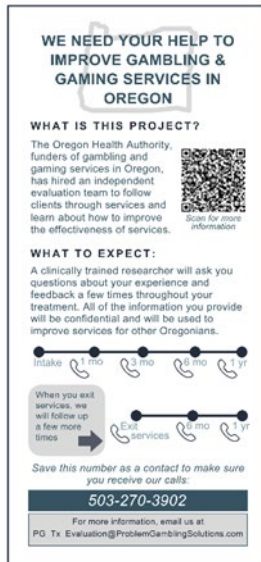 WE NEED YOUR HELP TO
IMPROVE GAMBLING &
GAMING SERVICES IN
OREGON
WHAT IS THIS PROJECT?
The Oregon Health Authority,
funders of gambling and
gaming services in Oregon,
has hired an independent
evaluation team to follow
clients through services and
learn about how to improve
the effectiveness of services.
Scan for more
information
WHAT TO EXPECT:
A clinically trained researcher will ask you
questions about your experience and
feedback a few times throughout your
treatment. All of the information you provide
will be confidential and will be used to
improve services for other Oregonians.
Intake 1 mo 3 mo 6 mo 1 yr
When you exit
services, we
will follow up
a few more
times
Exit services 6 mo 1 yr
Save this number as a contact to make sure
you receive our calls:
503-270-3902
For more information, email us at
PG_Tx_Evaluation@ProblemGamblingSolutions.com